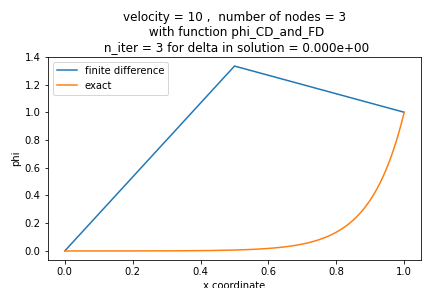 velocity = 10 ,  number of nodes = 3
with function phi_CD_and_FD
n_iter = 3 for delta in solution = 0.000e+00
1.4
1.2
1.0
0.8
0.6
0.4
0.2
0.0
phi
finite difference
exact
0.0 0.2 0.4 0.6 0.8 1.0
x coordinate